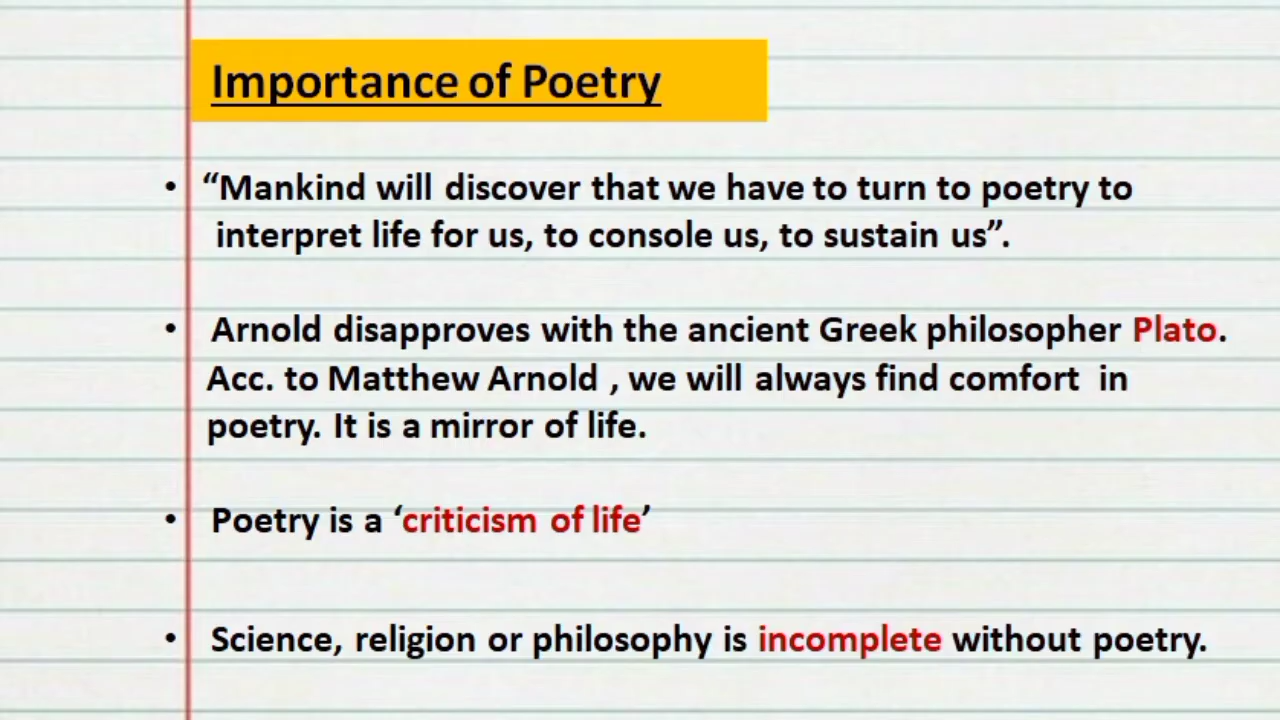 Importance of Poetry
• “Mankind will discover that we have to turn to poetry to
interpret life for us, to console us, to sustain us”.
• Arnold disapproves with the ancient Greek philosopher Plato.
Acc. to Matthew Arnold , we will always find comfort in
poetry. It is a mirror of life.
• Poetry is a ‘criticism of life’
• Science, religion or philosophy is incomplete without poetry.